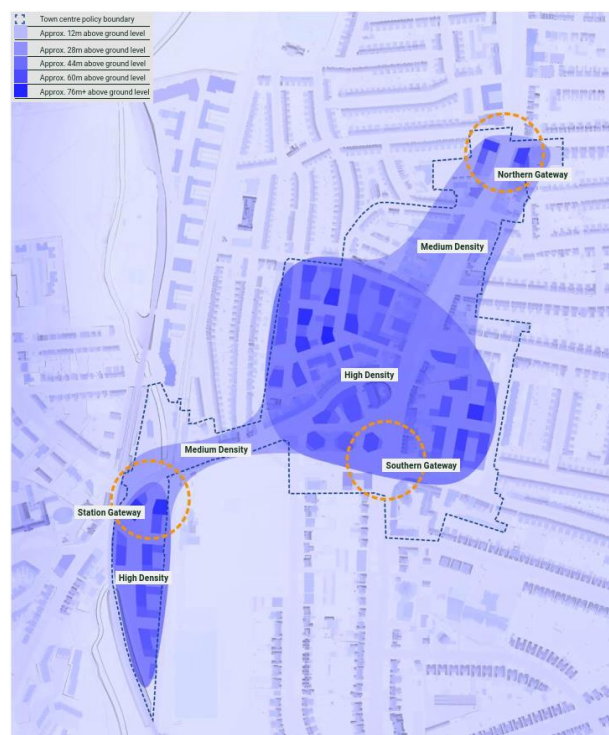 Town centre policy boundary
Approx. 12m above ground level
Approx. 28m above ground level
Approx. 44m above ground level
Approx. 60m above ground level
Approx. 76m+ above ground level
Northern Gateway
Medium Density
High Density
Medium Density
Southern Gateway
Station Gateway
High Density